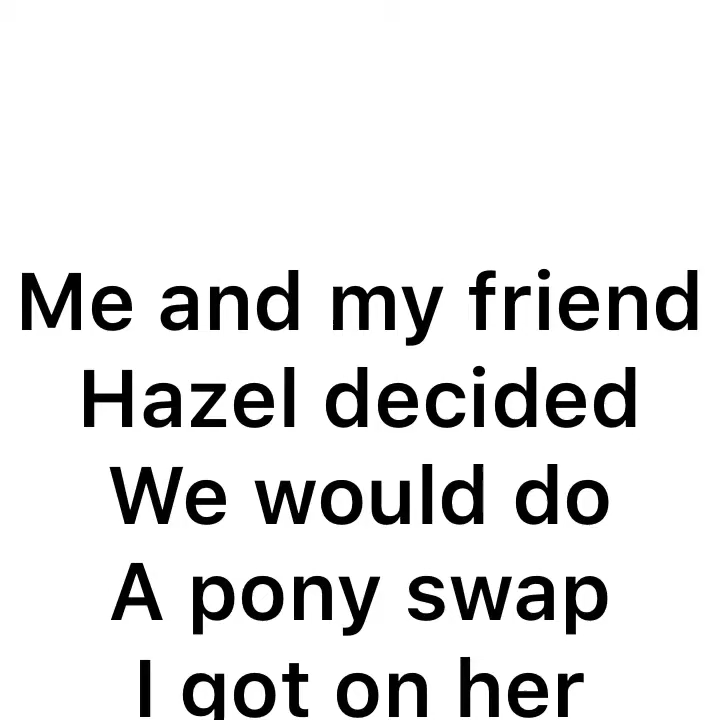 Me and my friend
Hazel decided
We would do
A pony swap
I got on her